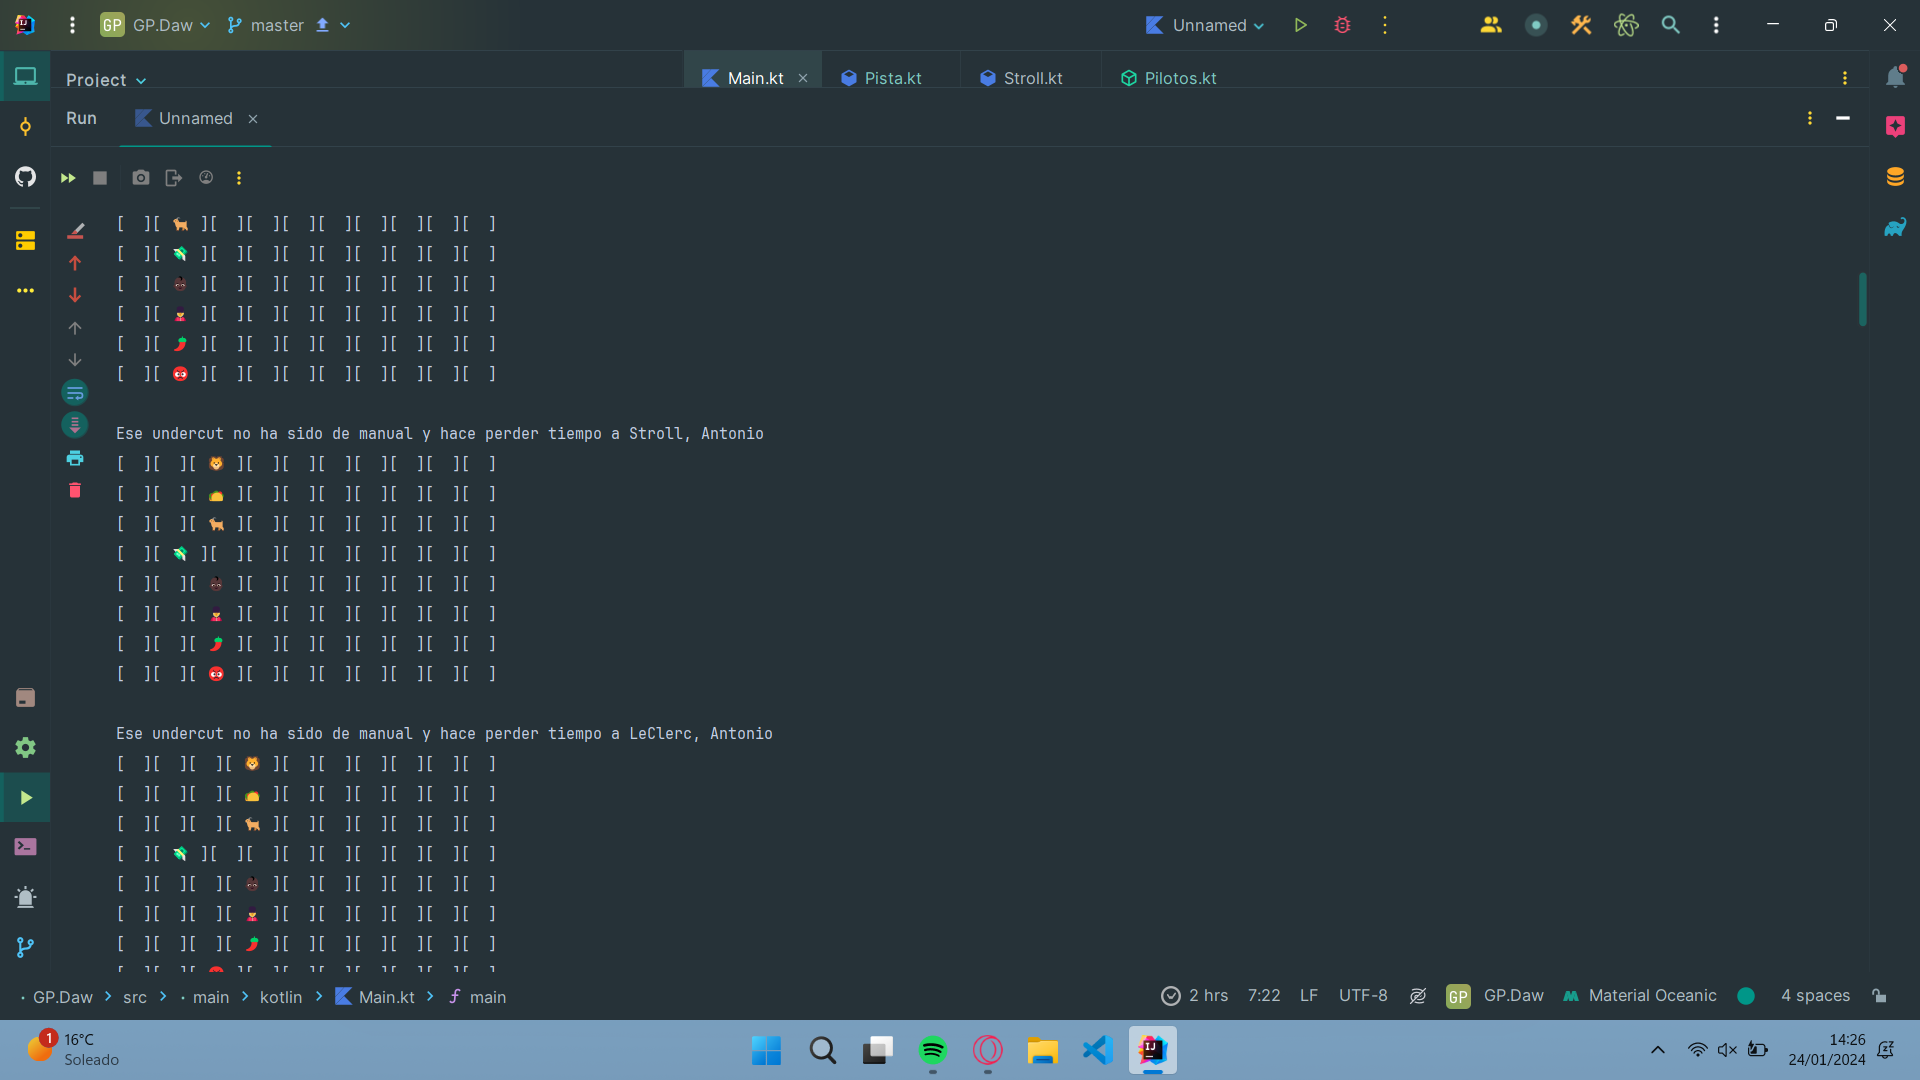 GP GP.Daw master Unnamed
Project Main.kt Pista.kt Stroll.kt Pilotos.kt
Run Unnamed
[  ][ 🐐 ][  ][  ][  ][  ][  ][  ][  ][  ]
[  ][ 💸 ][  ][  ][  ][  ][  ][  ][  ][  ]
[  ][ 👨🏿‍🦲 ][  ][  ][  ][  ][  ][  ][  ][  ]
[  ][ 💂 ][  ][  ][  ][  ][  ][  ][  ][  ]
[  ][ 🌶 ][  ][  ][  ][  ][  ][  ][  ][  ]
[  ][ 👹 ][  ][  ][  ][  ][  ][  ][  ][  ]
Ese undercut no ha sido de manual y hace perder tiempo a Stroll, Antonio
[  ][  ][ 🦁 ][  ][  ][  ][  ][  ][  ][  ]
[  ][  ][ 🌮 ][  ][  ][  ][  ][  ][  ][  ]
[  ][  ][ 🐐 ][  ][  ][  ][  ][  ][  ][  ]
[  ][ 💸 ][  ][  ][  ][  ][  ][  ][  ][  ]
[  ][  ][ 👨🏿‍🦲 ][  ][  ][  ][  ][  ][  ][  ]
[  ][  ][ 💂 ][  ][  ][  ][  ][  ][  ][  ]
[  ][  ][ 🌶 ][  ][  ][  ][  ][  ][  ][  ]
[  ][  ][ 👹 ][  ][  ][  ][  ][  ][  ][  ]
Ese undercut no ha sido de manual y hace perder tiempo a LeClerc, Antonio
[  ][  ][  ][ 🦁 ][  ][  ][  ][  ][  ][  ]
[  ][  ][  ][ 🌮 ][  ][  ][  ][  ][  ][  ]
[  ][  ][  ][ 🐐 ][  ][  ][  ][  ][  ][  ]
[  ][ 💸 ][  ][  ][  ][  ][  ][  ][  ][  ]
[  ][  ][  ][ 👨🏿‍🦲 ][  ][  ][  ][  ][  ][  ]
[  ][  ][  ][ 💂 ][  ][  ][  ][  ][  ][  ]
[  ][  ][  ][ 🌶 ][  ][  ][  ][  ][  ][  ]
GP.Daw > src > main > kotlin > Main.kt > main 2 hrs 7:22 LF UTF-8 GP GP.Daw Material Oceanic 4 spaces
1 16°C
Soleado
14:26
24/01/2024